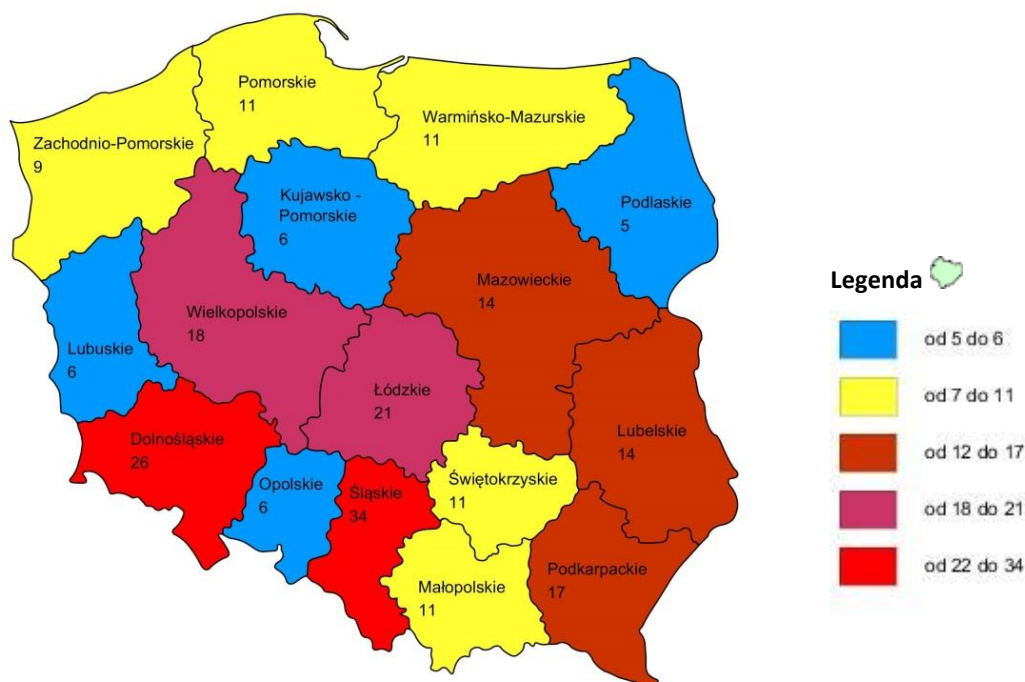 Pomorskie
11
Warmińsko-Mazurskie
11
Zachodnio-Pomorskie
9
Kujawsko -
Pomorskie
6
Podlaskie
5
Mazowieckie
14
Wielkopolskie
18
Lubuskie
6
Łódzkie
21
Dolnośląskie
26
Lubelskie
14
Opolskie
6
Śląskie
34
Świętokrzyskie
11
Małopolskie
11
Podkarpackie
17
Legenda
od 5 do 6
od 7 do 11
od 12 do 17
od 18 do 21
od 22 do 34